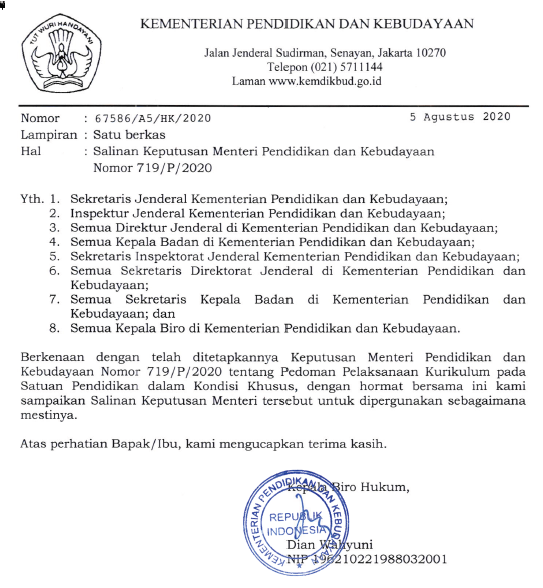 TUT WURI HANDAYANI
KEMENTERIAN PENDIDIKAN DAN KEBUDAYAAN
Jalan Jenderal Sudirman, Senayan, Jakarta 10270
Telepon (021) 5711144
Laman www.kemdikbud.go.id
Nomor : 67586/A5/HK/2020 5 Agustus 2020
Lampiran : Satu berkas
Hal : Salinan Keputusan Menteri Pendidikan dan Kebudayaan
Nomor 719/P/2020
Yth. 1. Sekretaris Jenderal Kementerian Pendidikan dan Kebudayaan;
2. Inspektur Jenderal Kementerian Pendidikan dan Kebudayaan;
3. Semua Direktur Jenderal di Kementerian Pendidikan dan Kebudayaan;
4. Semua Kepala Badan di Kementerian Pendidikan dan Kebudayaan;
5. Sekretaris Inspektorat Jenderal Kementerian Pendidikan dan Kebudayaan;
6. Semua Sekretaris Direktorat Jenderal di Kementerian Pendidikan dan
Kebudayaan;
7. Semua Sekretaris Kepala Badan di Kementerian Pendidikan dan
Kebudayaan; dan
8. Semua Kepala Biro di Kementerian Pendidikan dan Kebudayaan.
Berkenaan dengan telah ditetapkannya Keputusan Menteri Pendidikan dan
Kebudayaan Nomor 719/P/2020 tentang Pedoman Pelaksanaan Kurikulum pada
Satuan Pendidikan dalam Kondisi Khusus, dengan hormat bersama ini kami
sampaikan Salinan Keputusan Menteri tersebut untuk dipergunakan sebagaimana
mestinya.
Atas perhatian Bapak/Ibu, kami mengucapkan terima kasih.
Kepala Biro Hukum,
KEMENTERIAN PENDIDIKAN DAN KEBUDAYAAN
REPUBLIK
INDONESIA
Dian Wahyuni
NIP 196210221988032001